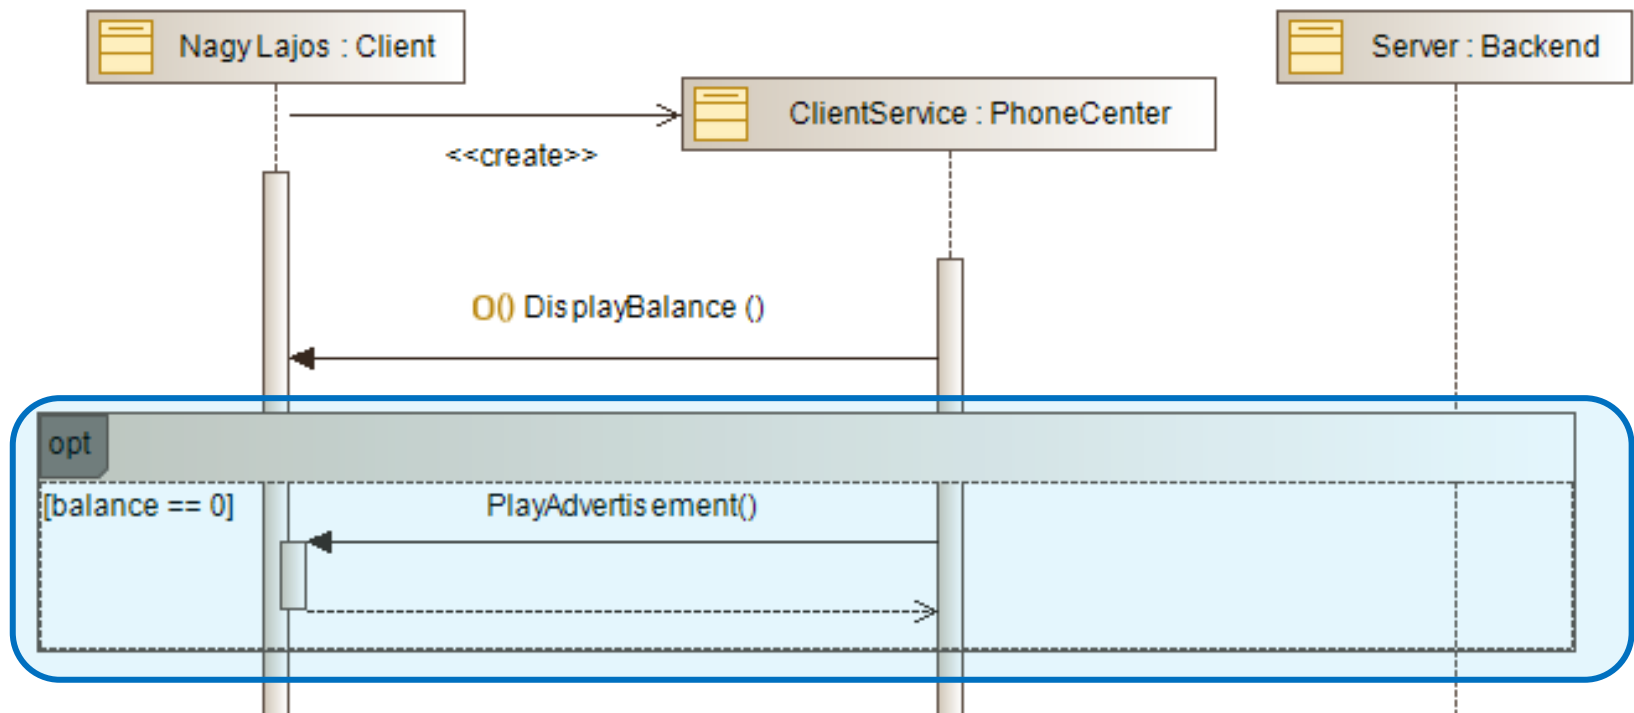 Nagy Lajos : Client
Server : Backend
ClientService : PhoneCenter
<<create>>
O() DisplayBalance ()
opt
[balance == 0]
PlayAdvertisement()